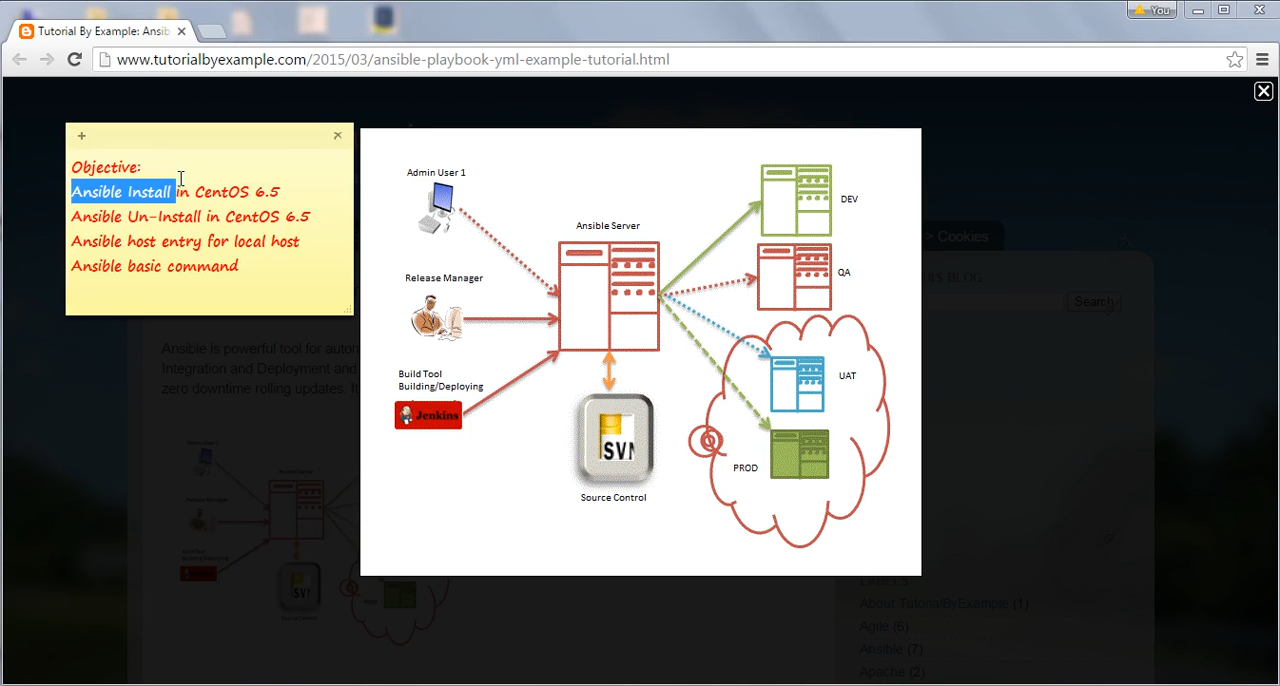 You
Tutorial By Example: Ansib
www.tutorialbyexample.com/2015/03/ansible-playbook-yml-example-tutorial.html
Objective:
Ansible Install in CentOS 6.5
Ansible Un-Install in CentOS 6.5
Ansible host entry for local host
Ansible basic command
Admin User 1
Release Manager
Build Tool
Building/Deploying
Jenkins
Ansible Server
SVN
Source Control
DEV
QA
UAT
PROD
> Cookies
BLOG
Search
Ansible is powerful tool for auton
Integration and Deployment and
zero downtime rolling updates. It
About TutorialByExample (1)
Agile (6)
Ansible (7)
Apache (2)